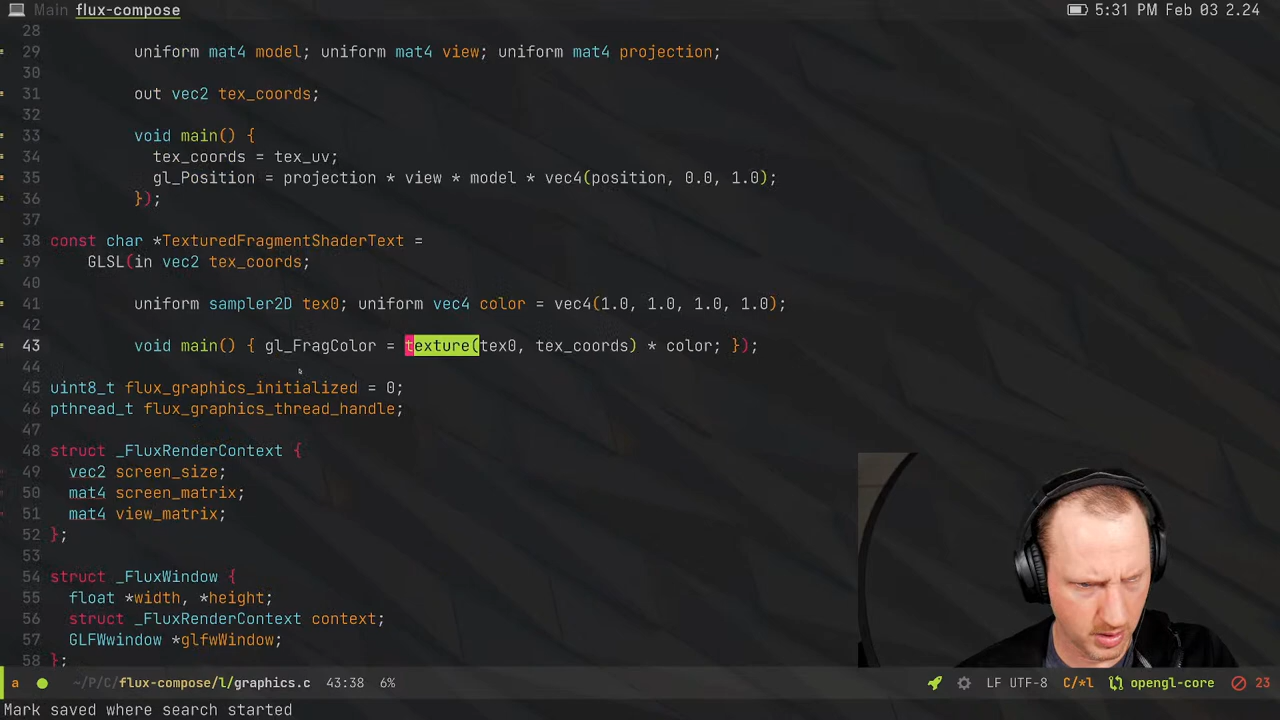 Main flux-compose 5:31 PM Feb 03 2.24
28
29 uniform mat4 model; uniform mat4 view; uniform mat4 projection;
30
31 out vec2 tex_coords;
32
33 void main() {
34 tex_coords = tex_uv;
35 gl_Position = projection * view * model * vec4(position, 0.0, 1.0);
36 });
37
38 const char *TexturedFragmentShaderText =
39 GLSL(in vec2 tex_coords;
40
41 uniform sampler2D tex0; uniform vec4 color = vec4(1.0, 1.0, 1.0, 1.0);
42
43 void main() { gl_FragColor = texture(tex0, tex_coords) * color; });
44
45 uint8_t flux_graphics_initialized = 0;
46 pthread_t flux_graphics_thread_handle;
47
48 struct _FluxRenderContext {
49 vec2 screen_size;
50 mat4 screen_matrix;
51 mat4 view_matrix;
52 };
53
54 struct _FluxWindow {
55 float *width, *height;
56 struct _FluxRenderContext context;
57 GLFWwindow *glfwWindow;
58 };
a ~/P/C/flux-compose/l/graphics.c 43:38 6% LF UTF-8 C/*l opengl-core 23
Mark saved where search started